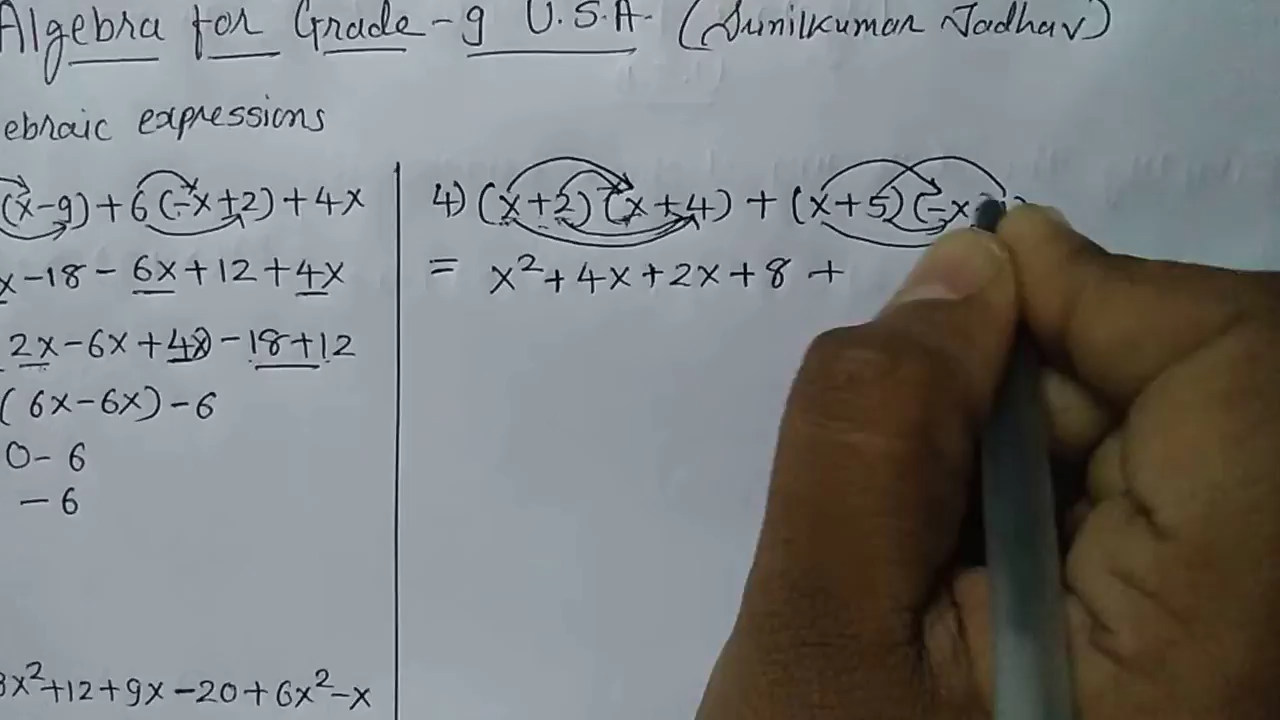 Algebra for Grade-9 U.S.A. (Sunilkumar Jadhav)
ebraic expressions
(x-9)+6(-x+2)+4x
x-18-6x+12+4x
2x-6x+4x-18+12
(6x-6x)-6
0-6
-6
3x²+12+9x-20+6x²-x
4) (x+2)(x+4)+(x+5)(-x
= x²+4x+2x+8+